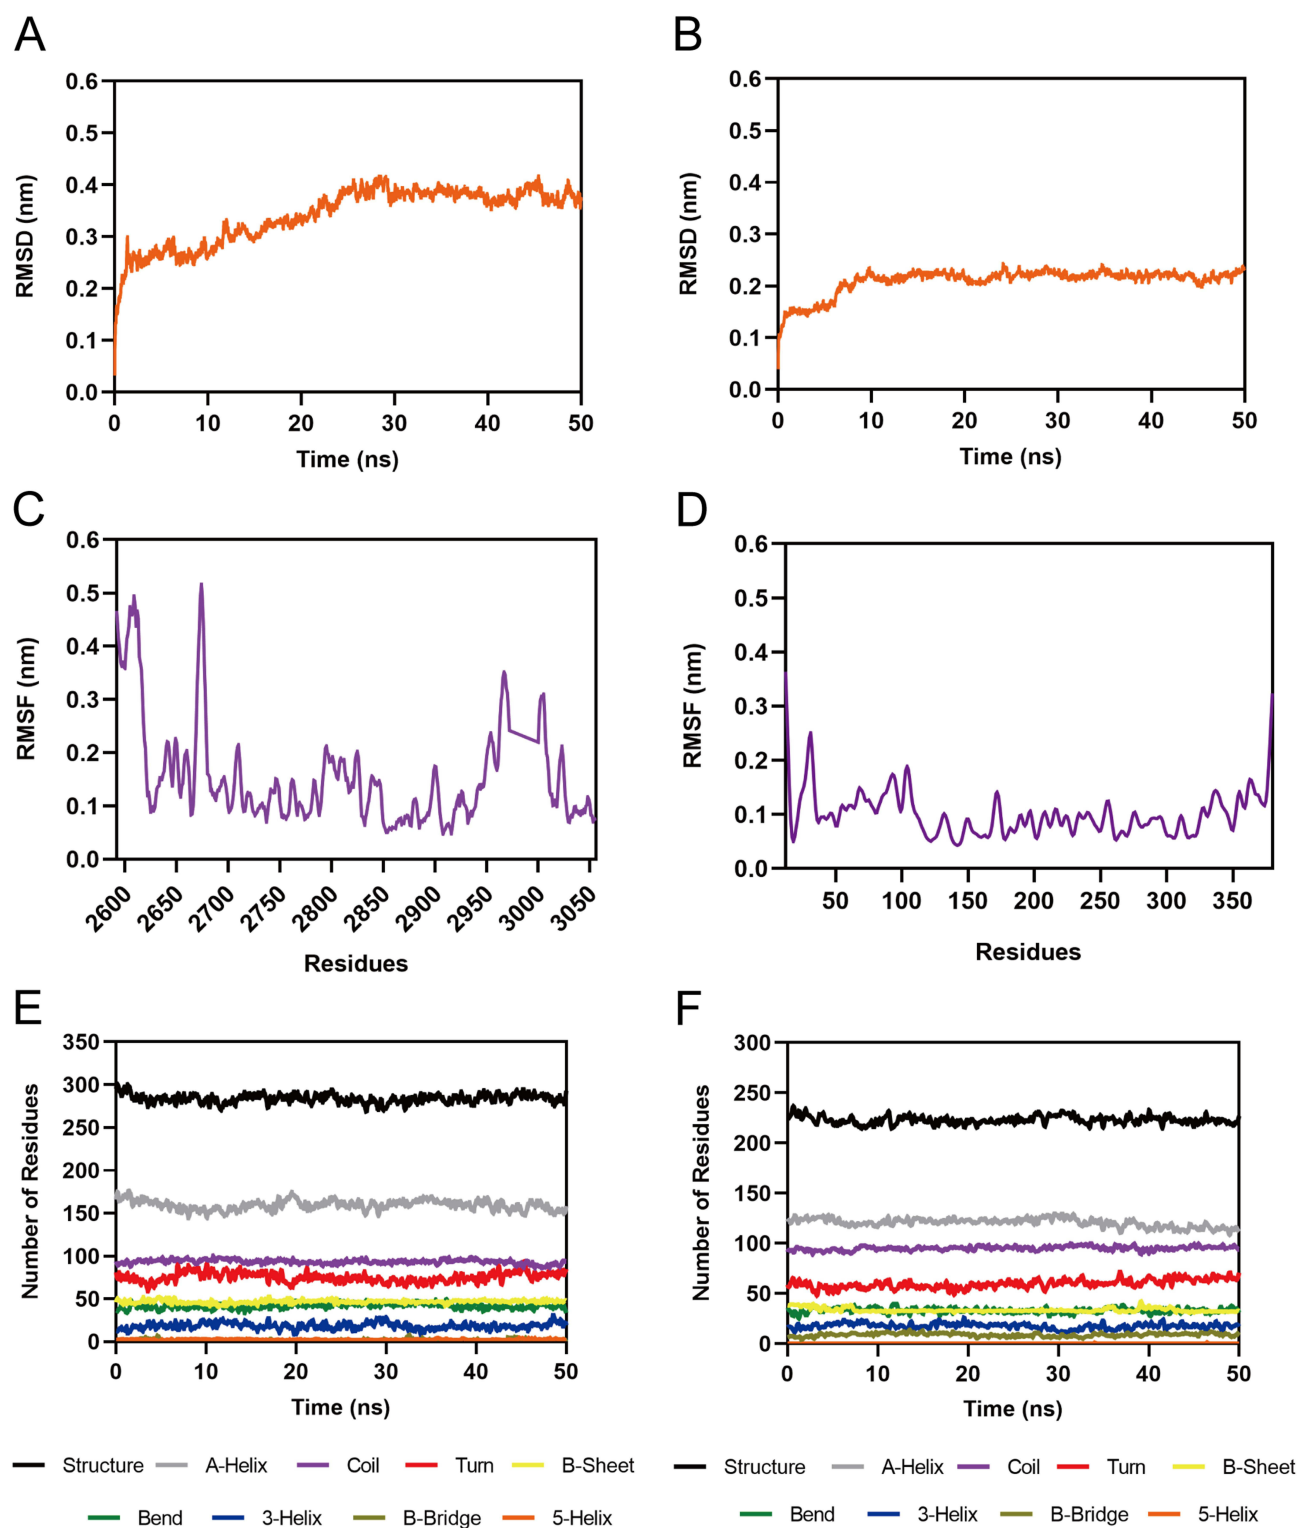 A
B
0.6
0.5
0.4
0.3
0.2
0.1
0.0
RMSD (nm)
0 10 20 30 40 50
Time (ns)
0.6
0.5
0.4
0.3
0.2
0.1
0.0
RMSD (nm)
0 10 20 30 40 50
Time (ns)
C
D
0.6
0.5
0.4
0.3
0.2
0.1
0.0
RMSF (nm)
2600 2650 2700 2750 2800 2850 2900 2950 3000 3050
Residues
0.6
0.5
0.4
0.3
0.2
0.1
0.0
RMSF (nm)
50 100 150 200 250 300 350
Residues
E
F
350
300
250
200
150
100
50
0
Number of Residues
0 10 20 30 40 50
Time (ns)
300
250
200
150
100
50
0
Number of Residues
0 10 20 30 40 50
Time (ns)
Structure A-Helix Coil Turn B-Sheet
Bend 3-Helix B-Bridge 5-Helix
Structure A-Helix Coil Turn B-Sheet
Bend 3-Helix B-Bridge 5-Helix